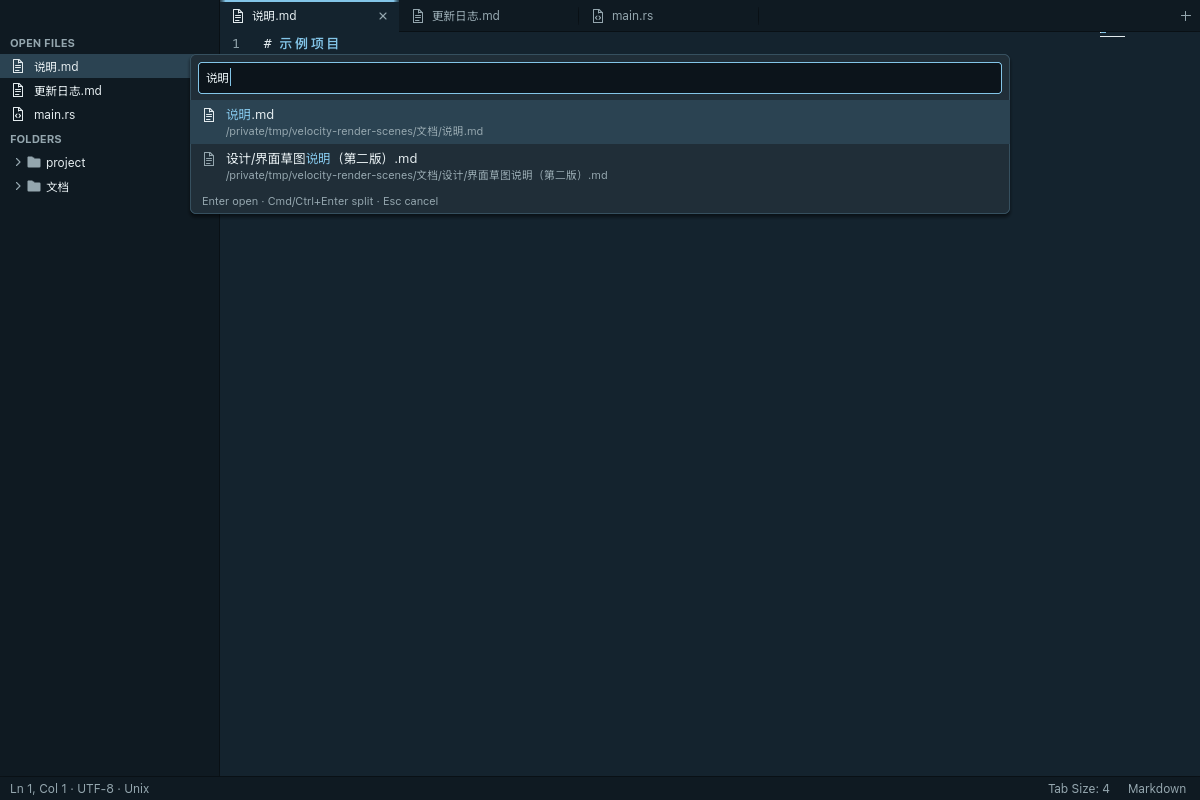 说明.md
更新日志.md
main.rs
OPEN FILES
说明.md
更新日志.md
main.rs
FOLDERS
project
文档
1 # 示例项目
说明
说明.md
/private/tmp/velocity-render-scenes/文档/说明.md
设计/界面草图说明（第二版）.md
/private/tmp/velocity-render-scenes/文档/设计/界面草图说明（第二版）.md
Enter open · Cmd/Ctrl+Enter split · Esc cancel
Ln 1, Col 1 · UTF-8 · Unix
Tab Size: 4
Markdown